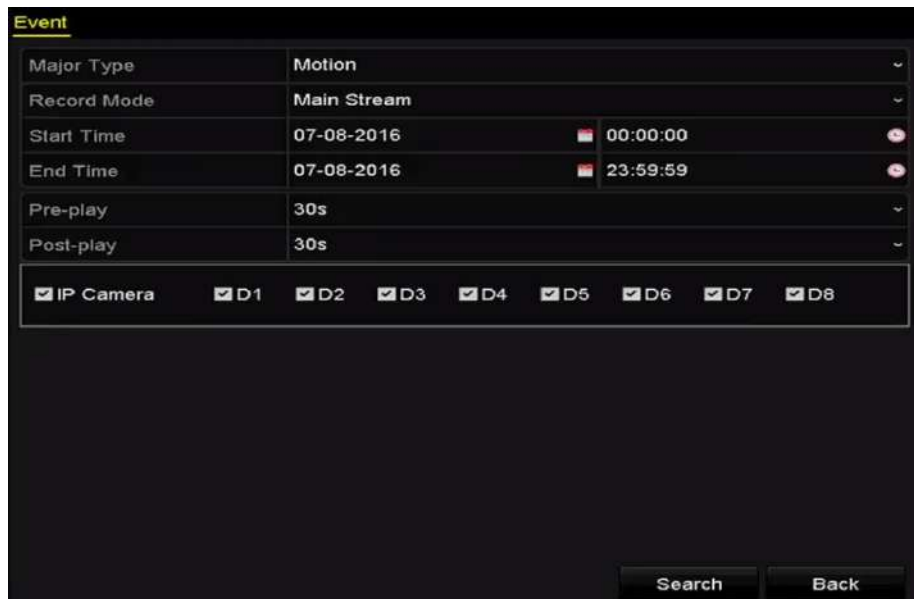 Event
Major Type Motion
Record Mode Main Stream
Start Time 07-08-2016 00:00:00
End Time 07-08-2016 23:59:59
Pre-play 30s
Post-play 30s
IP Camera D1 D2 D3 D4 D5 D6 D7 D8
Search Back